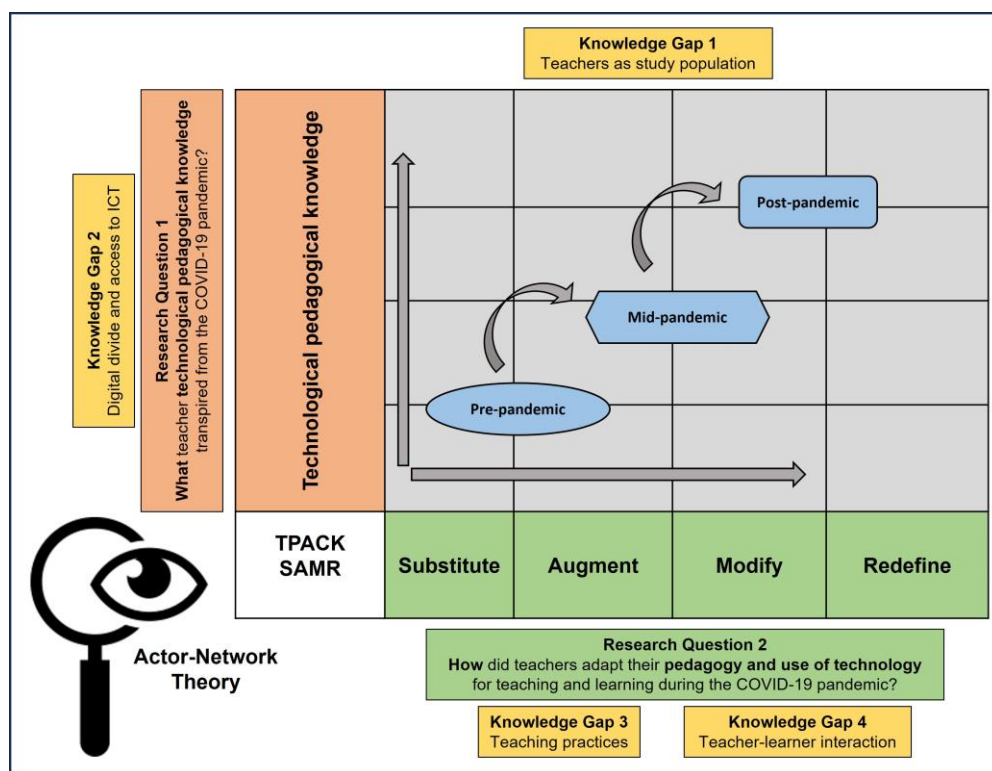 Knowledge Gap 1
Teachers as study population
Knowledge Gap 2
Digital divide and access to ICT
Research Question 1
What teacher technological pedagogical knowledge
transpired from the COVID-19 pandemic?
Technological pedagogical knowledge
Post-pandemic
Mid-pandemic
Pre-pandemic
TPACK
SAMR
Substitute
Augment
Modify
Redefine
Actor-Network
Theory
Research Question 2
How did teachers adapt their pedagogy and use of technology
for teaching and learning during the COVID-19 pandemic?
Knowledge Gap 3
Teaching practices
Knowledge Gap 4
Teacher-learner interaction